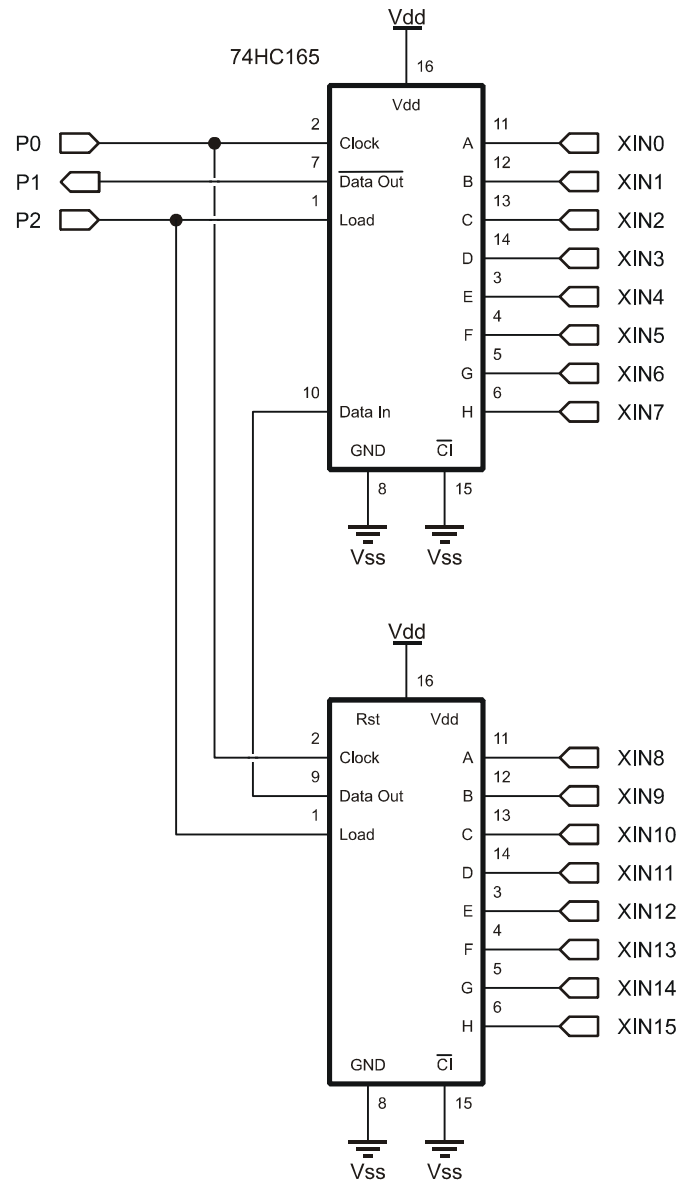 Vdd
74HC165
16
Vdd
P0 2 Clock A 11 XIN0
P1 7 Data Out B 12 XIN1
P2 1 Load C 13 XIN2
D 14 XIN3
E 3 XIN4
F 4 XIN5
G 5 XIN6
10 Data In H 6 XIN7
GND CI
8 15
Vss Vss
Vdd
16
Rst Vdd
2 Clock A 11 XIN8
9 Data Out B 12 XIN9
1 Load C 13 XIN10
D 14 XIN11
E 3 XIN12
F 4 XIN13
G 5 XIN14
H 6 XIN15
GND CI
8 15
Vss Vss